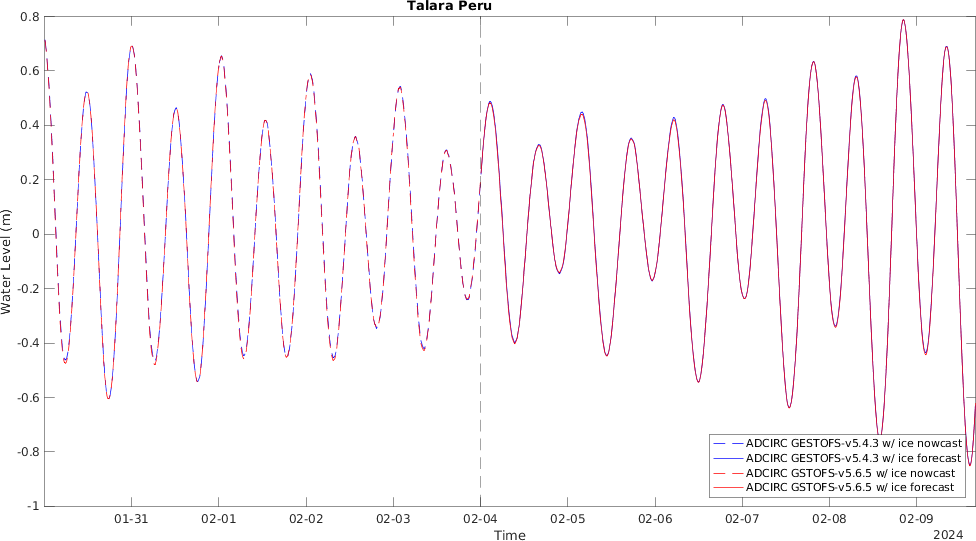 Talara Peru
0.8
0.6
0.4
0.2
0
-0.2
-0.4
-0.6
-0.8
-1
Water Level (m)
ADCIRC GESTOFS-v5.4.3 w/ ice nowcast
ADCIRC GESTOFS-v5.4.3 w/ ice forecast
ADCIRC GSTOFS-v5.6.5 w/ ice nowcast
ADCIRC GSTOFS-v5.6.5 w/ ice forecast
01-31 02-01 02-02 02-03 02-04 02-05 02-06 02-07 02-08 02-09
Time
2024